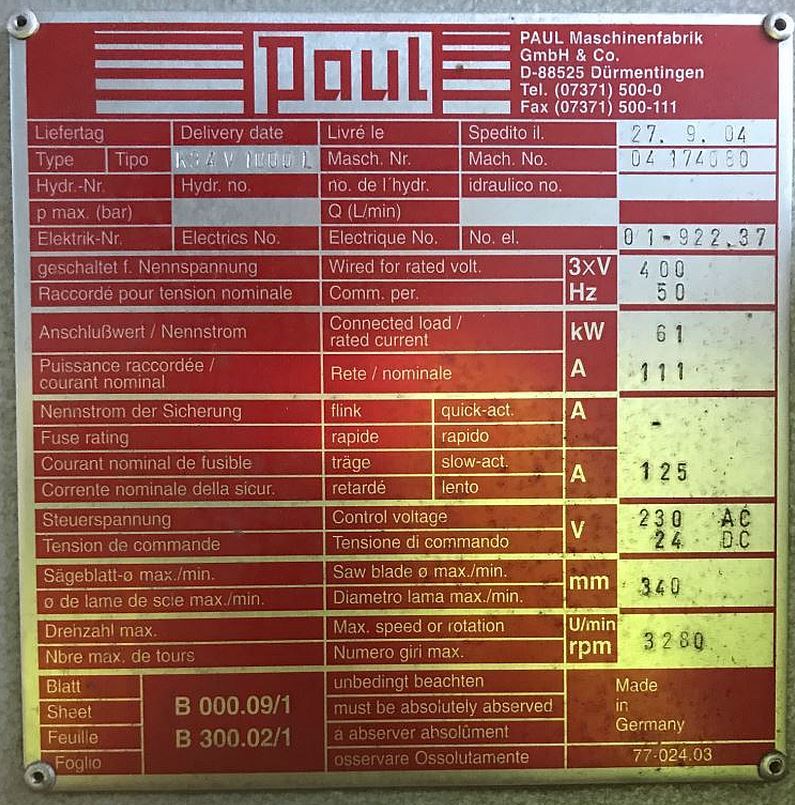 Paul
PAUL Maschinenfabrik
GmbH & Co.
D-88525 Dürmentingen
Tel. (07371) 500-0
Fax (07371) 500-111
Liefertag Delivery date Livré le Spedito il. 27. 9. 04
Type Tipo 1000 Masch. Nr. Mach. No. 04 174080
Hydr.-Nr. Hydr. no. no. de l´hydr. idraulico no.
p max. (bar) Q (L/min)
Elektrik-Nr. Electrics No. Electrique No. No. el. 01-922.37
geschaltet f. Nennspannung Wired for rated volt. 3xV 400
Raccordé pour tension nominale Comm. per. Hz 50
Anschlußwert / Nennstrom Connected load / rated current kW 61
Puissance raccordée / courant nominal Rete / nominale A 111
Nennstrom der Sicherung flink quick-act. A -
Fuse rating rapide rapido
Courant nominal de fusible träge slow-act. A 125
Corrente nominale della sicur. retardé lento
Steuerspannung Control voltage V 230 AC
Tension de commande Tensione di commando 24 DC
Sägeblatt-ø max./min. Saw blade ø max./min. mm 340
ø de lame de scie max./min. Diametro lama max./min.
Drenzahl max. Max. speed or rotation U/min 3280
Nbre max. de tours Numero giri max. rpm
Blatt B 000.09/1 unbedingt beachten Made
Sheet B 300.02/1 must be absolutely abserved in
Feuille a abserver absolüment Germany
Foglio osservare Ossolutamente 77-024.03